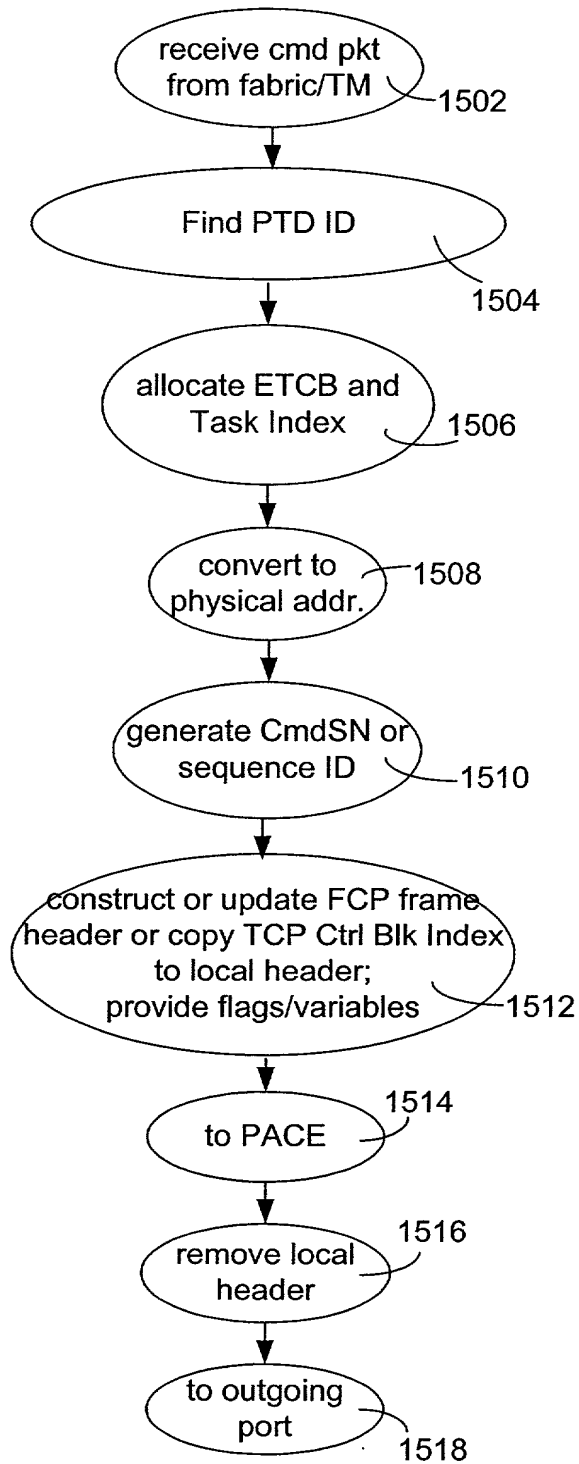 receive cmd pkt
from fabric/TM
1502
Find PTD ID
1504
allocate ETCB and
Task Index
1506
convert to
physical addr.
1508
generate CmdSN or
sequence ID
1510
construct or update FCP frame
header or copy TCP Ctrl Blk Index
to local header;
provide flags/variables
1512
to PACE
1514
remove local
header
1516
to outgoing
port
1518